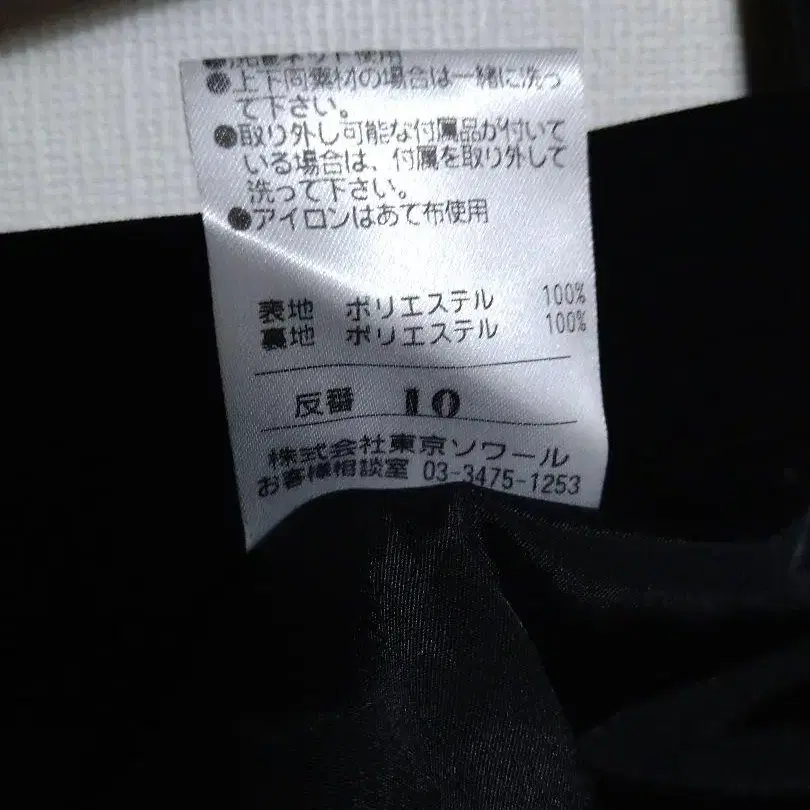 ネット使用
●上下同素材の場合は一緒に洗っ
て下さい。
●取り外し可能な付属品が付いて
いる場合は、付属を取り外して
洗って下さい。
●アイロンはあて布使用
表地 ポリエステル 100%
裏地 ポリエステル 100%
反番 10
株式会社東京ソワール
お客様相談室 03-3475-1253